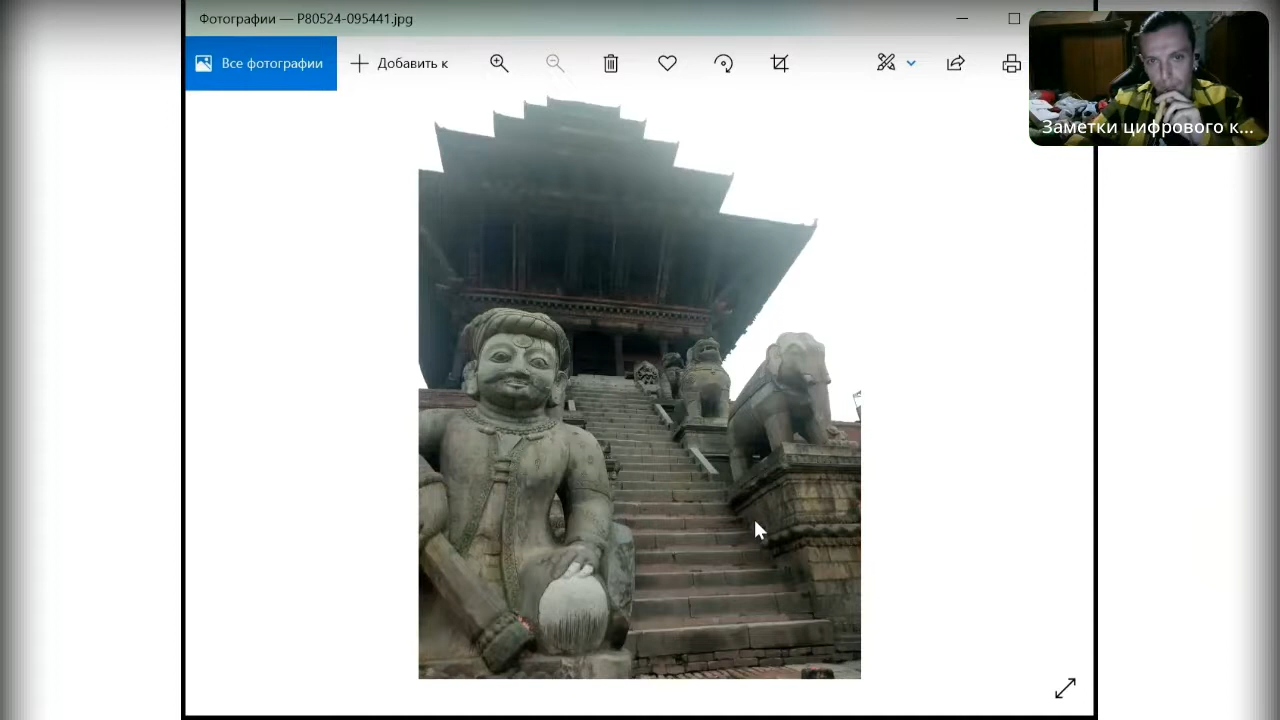 Фотографии — P80524-095441.jpg
Все фотографии
Добавить к
Заметки цифрового к...